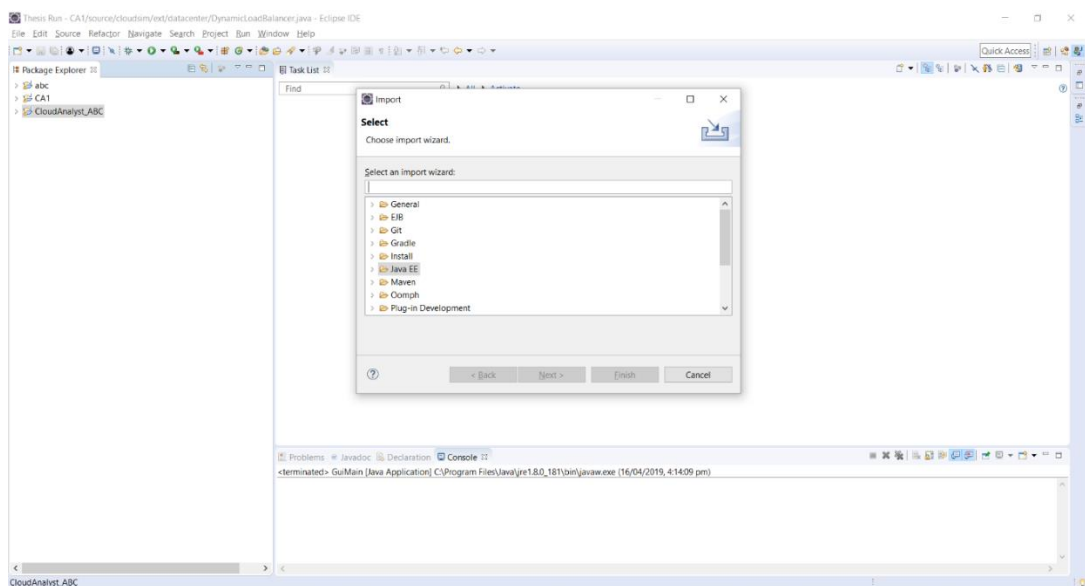 Thesis Run - CA1/source/cloudsim/ext/datacenter/DynamicLoadBalancer.java - Eclipse IDE
File Edit Source Refactor Navigate Search Project Run Window Help
Quick Access
Package Explorer
Task List
abc
CA1
CloudAnalyst_ABC
Find
All Activate
Import
Select
Choose import wizard.
Select an import wizard:
General
EJB
Git
Gradle
Install
Java EE
Maven
Oomph
Plug-in Development
< Back Next > Finish Cancel
Problems Javadoc Declaration Console
<terminated> GuiMain [Java Application] C:\Program Files\Java\jre1.8.0_181\bin\javaw.exe (16/04/2019, 4:14:09 pm)
CloudAnalyst_ABC